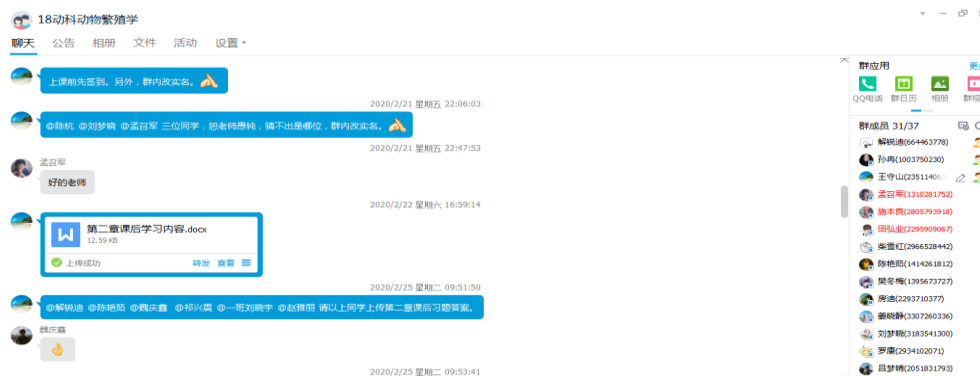 18动科动物繁殖学
聊天 公告 相册 文件 活动 设置
上课前先签到。另外，群内改实名。
2020/2/21 星期五 22:06:03
@陈杭 @刘梦晓 @孟召军 三位同学，恕老师愚钝，猜不出是哪位，群内改实名。
2020/2/21 星期五 22:47:53
孟召军
好的老师
2020/2/22 星期六 16:59:14
第二章课后学习内容.docx
12.59 KB
上传成功 转发 查看
2020/2/25 星期二 09:51:50
@解锐迪 @陈艳茹 @魏庆鑫 @祁兴震 @一班刘晓宇 @赵雅丽 请以上同学上传第二章课后习题答案。
魏庆鑫
2020/2/25 星期二 09:53:41
群应用
QQ电话 群日历 相册
群成员 31/37
解锐迪(664463778)
孙冉(1003750230)
王守山(235114061
孟召军(1310281752)
施本良(2805793918)
田弘业(2295909067)
柴雪红(2966528442)
陈艳茹(1414261812)
樊冬梅(1395673727)
房迪(2293710377)
姜晓静(3307260336)
刘梦晓(3183541300)
罗康(2934102071)
吕梦晴(2051831793)